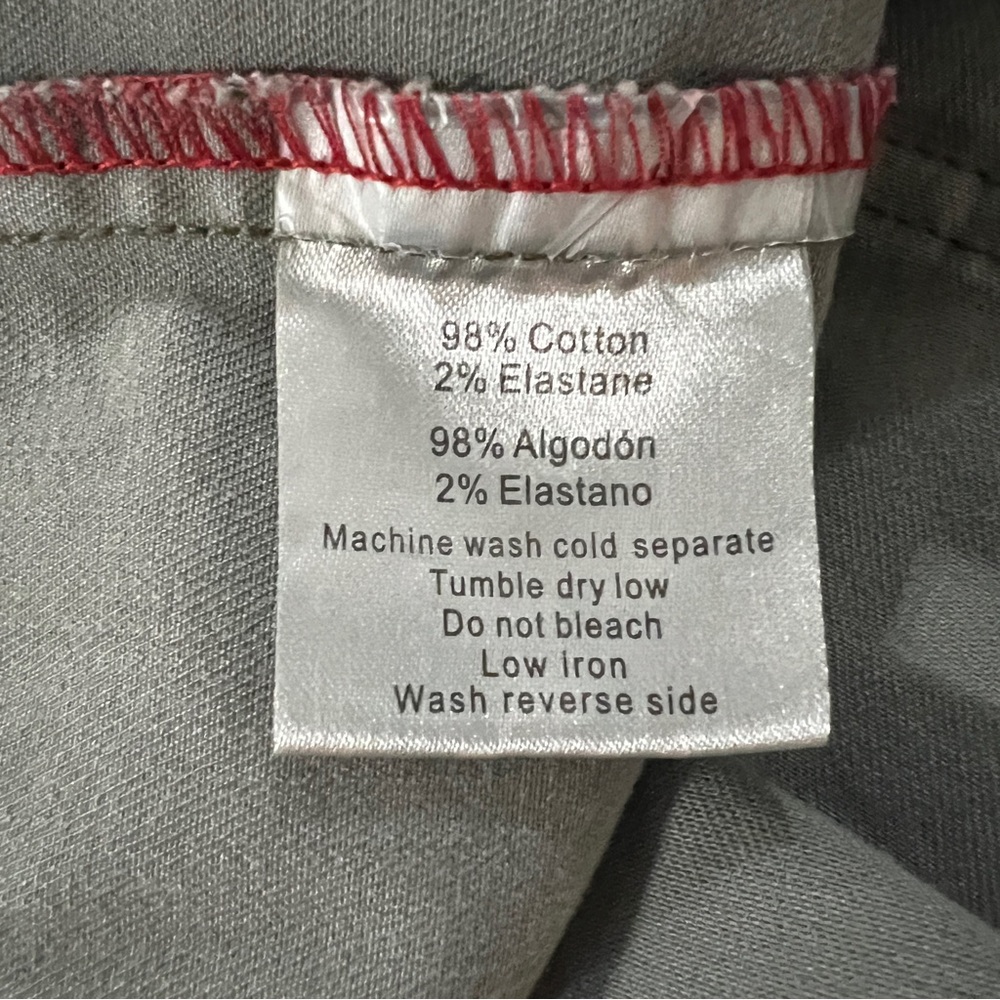 98% Cotton
2% Elastane
98% Algodón
2% Elastano
Machine wash cold separate
Tumble dry low
Do not bleach
Low iron
Wash reverse side